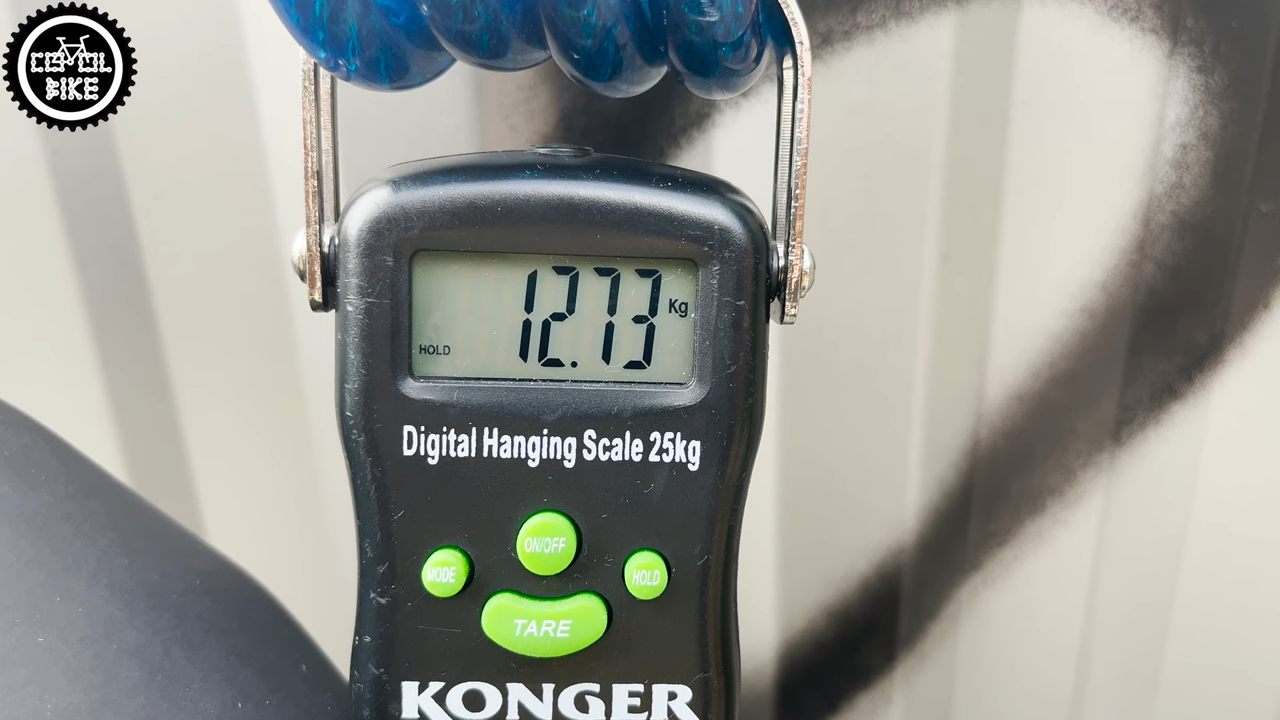 COOL
BIKE
12.73 Kg
HOLD
Digital Hanging Scale 25kg
ON/OFF
MODE
HOLD
TARE
KONGER